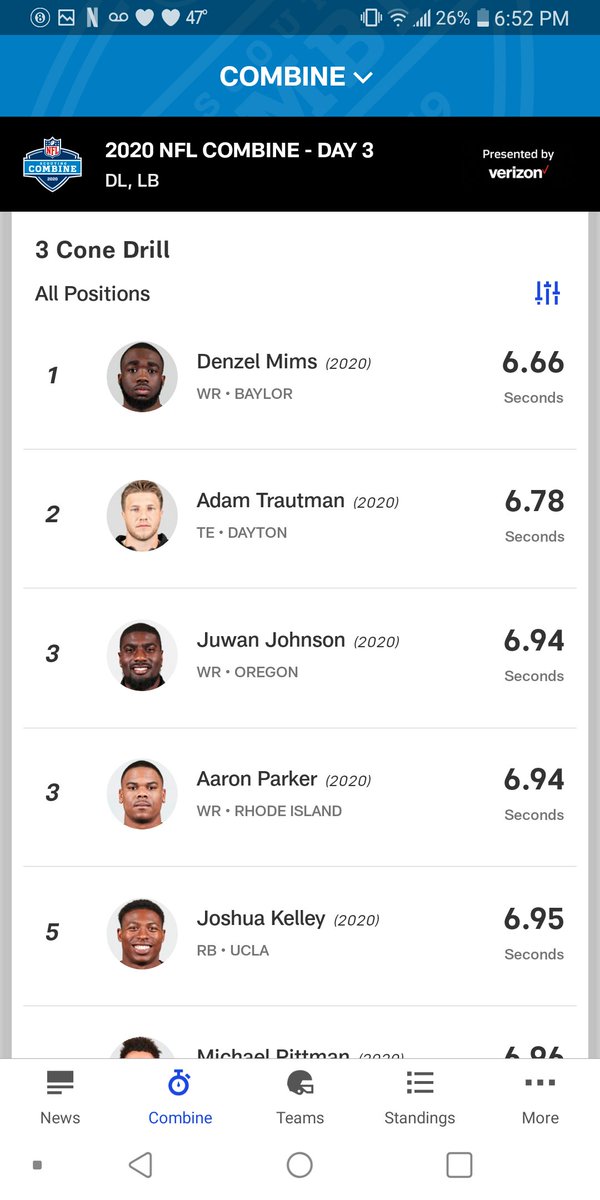 47° 26% 6:52 PM
COMBINE
NFL
SCOUTING
COMBINE
2020
2020 NFL COMBINE - DAY 3
DL, LB
Presented by
verizon
3 Cone Drill
All Positions
1 Denzel Mims (2020) 6.66
WR • BAYLOR Seconds
2 Adam Trautman (2020) 6.78
TE • DAYTON Seconds
3 Juwan Johnson (2020) 6.94
WR • OREGON Seconds
3 Aaron Parker (2020) 6.94
WR • RHODE ISLAND Seconds
5 Joshua Kelley (2020) 6.95
RB • UCLA Seconds
Michael Pittman (2020) 6.96
News Combine Teams Standings More